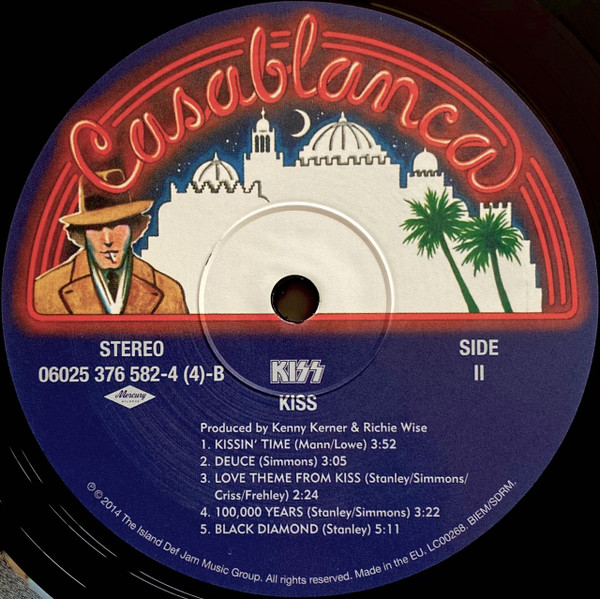 Casablanca
STEREO
06025 376 582-4 (4)-B
Mercury
RECORDS
SIDE
II
KISS
KISS
Produced by Kenny Kerner & Richie Wise
1. KISSIN' TIME (Mann/Lowe) 3:52
2. DEUCE (Simmons) 3:05
3. LOVE THEME FROM KISS (Stanley/Simmons/
Criss/Frehley) 2:24
4. 100,000 YEARS (Stanley/Simmons) 3:22
5. BLACK DIAMOND (Stanley) 5:11
℗ © 2014 The Island Def Jam Music Group. All rights reserved. Made in the EU. LC00268. BIEM/SDRM.